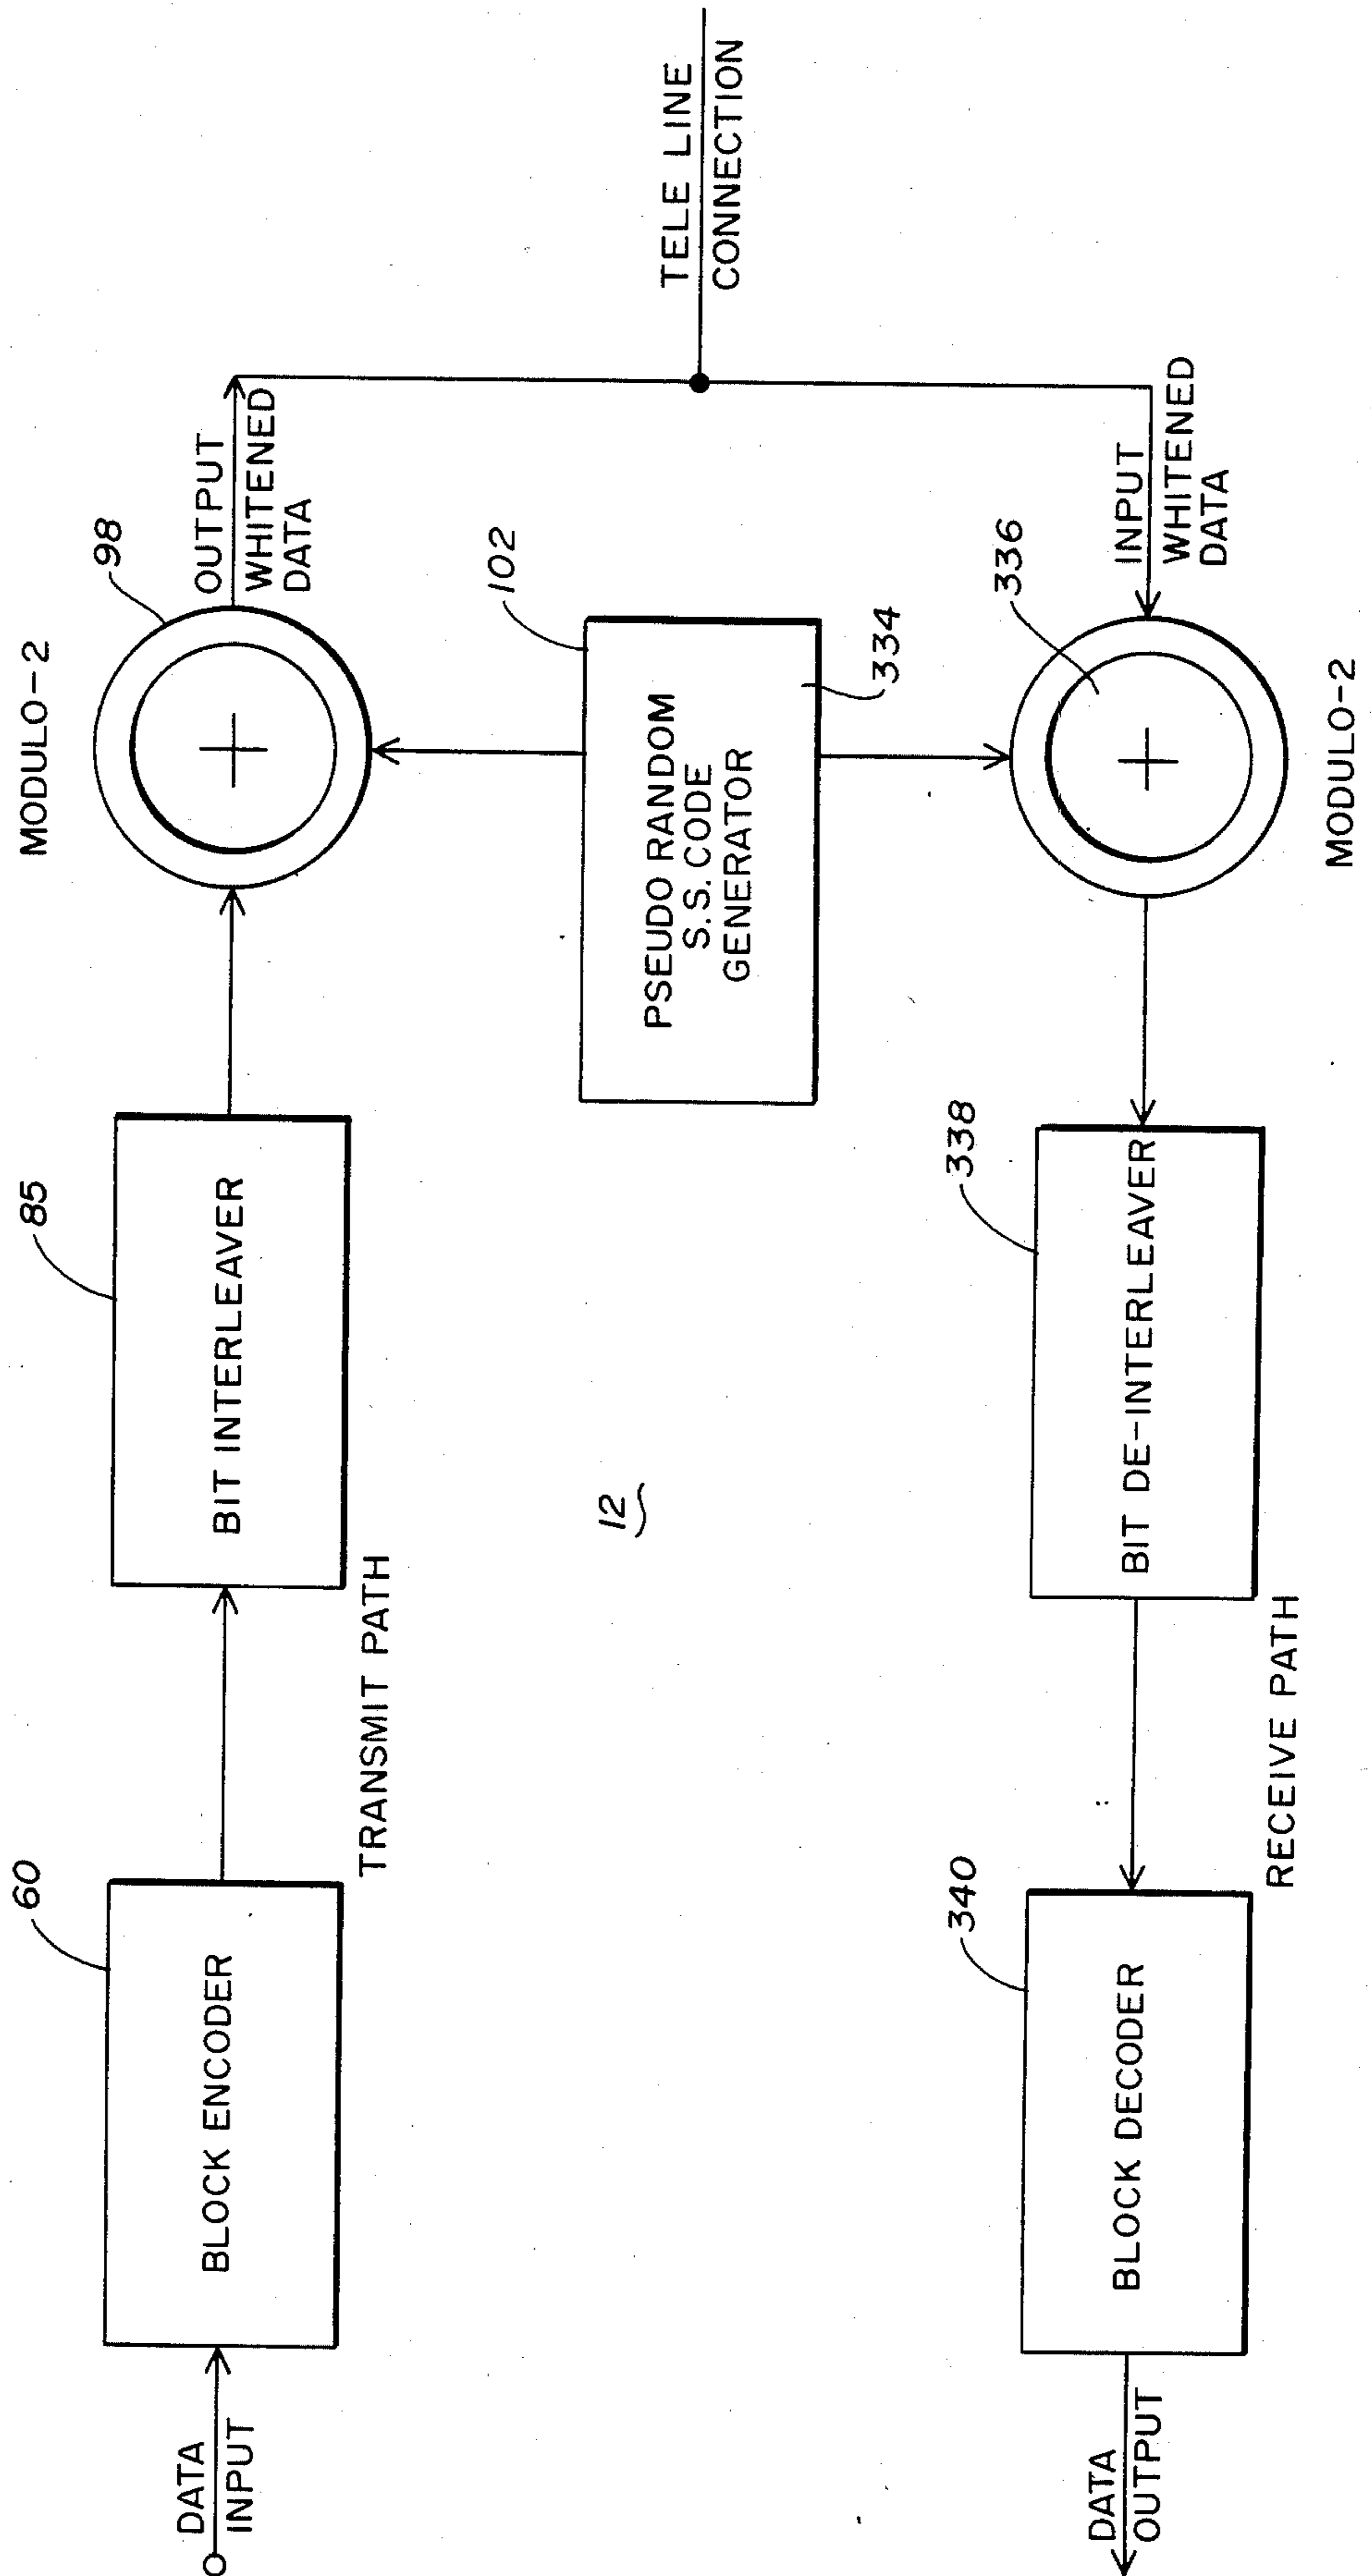 DATA
INPUT
60
BLOCK ENCODER
TRANSMIT PATH
85
BIT INTERLEAVER
MODULO-2
98
OUTPUT
WHITENED
DATA
TELE LINE
CONNECTION
102
PSEUDO RANDOM
S.S. CODE
GENERATOR
334
12
INPUT
WHITENED
DATA
336
MODULO-2
338
BIT DE-INTERLEAVER
RECEIVE PATH
340
BLOCK DECODER
DATA
OUTPUT